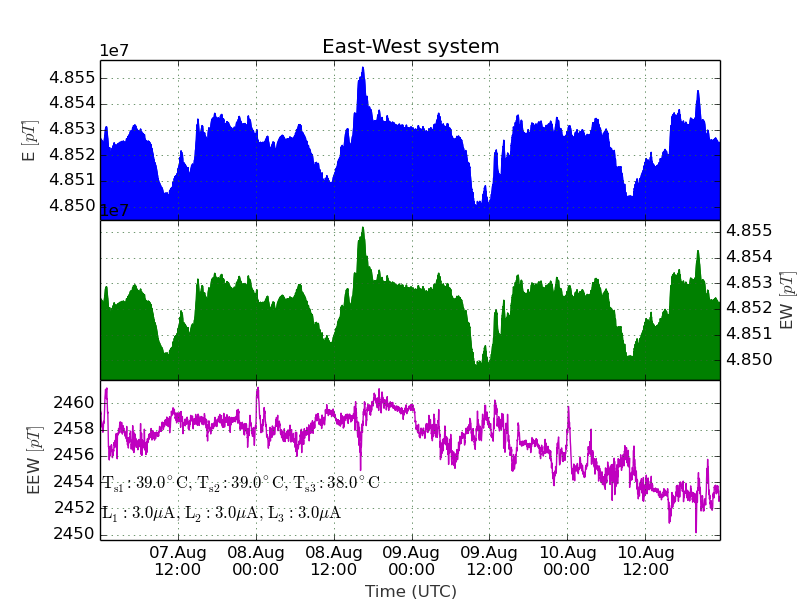 East-West system
1e7
4.855
4.854
4.853
4.852
4.851
4.850
E [pT]
1e7
4.855
4.854
4.853
4.852
4.851
4.850
EW [pT]
2460
2458
2456
2454
2452
2450
EEW [pT]
T_s1 : 39.0°C, T_s2 : 39.0°C, T_s3 : 38.0°C
L_1 : 3.0μA, L_2 : 3.0μA, L_3 : 3.0μA
07.Aug 08.Aug 08.Aug 09.Aug 09.Aug 10.Aug 10.Aug
12:00 00:00 12:00 00:00 12:00 00:00 12:00
Time (UTC)